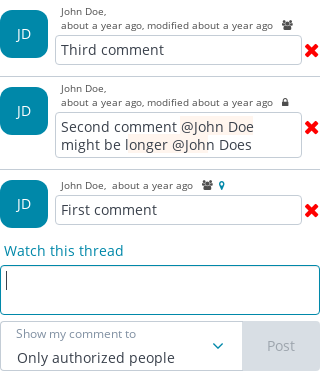 John Doe,
JD
about a year ago, modified about a year ago
Third comment
John Doe,
JD
about a year ago, modified about a year ago
Second comment @John Doe
might be longer @John Does
John Doe, about a year ago
JD
First comment
Watch this thread
Show my comment to
Only authorized people
Post